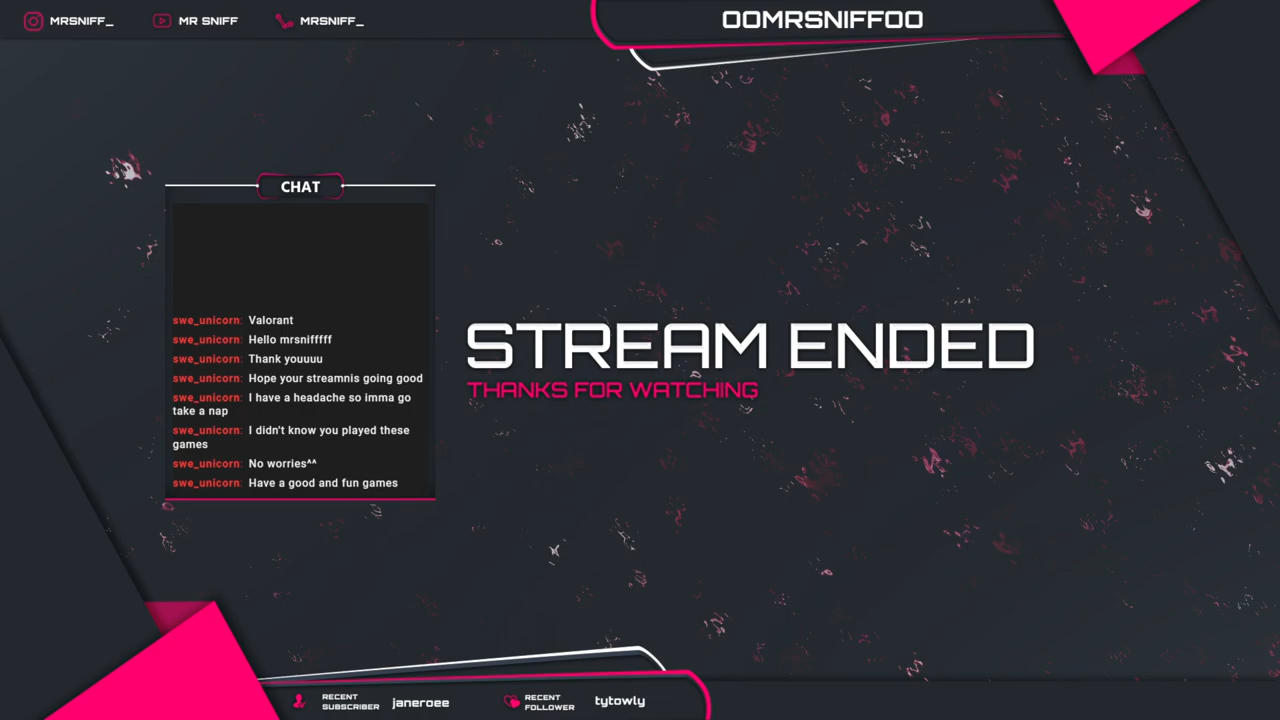 MRSNIFF_
MR SNIFF
MRSNIFF_
OOMRSNIFFOO
CHAT
swe_unicorn: Valorant
swe_unicorn: Hello mrsnifffff
swe_unicorn: Thank youuuu
swe_unicorn: Hope your streamnis going good
swe_unicorn: I have a headache so imma go
take a nap
swe_unicorn: I didn't know you played these
games
swe_unicorn: No worries^^
swe_unicorn: Have a good and fun games
STREAM ENDED
THANKS FOR WATCHING
RECENT
SUBSCRIBER
janeroee
RECENT
FOLLOWER
tytowly